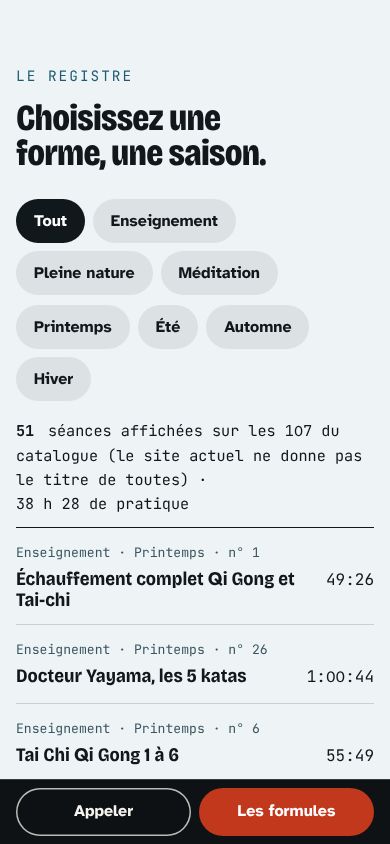 LE REGISTRE
Choisissez une
forme, une saison.
Tout
Enseignement
Pleine nature
Méditation
Printemps
Été
Automne
Hiver
51 séances affichées sur les 107 du
catalogue (le site actuel ne donne pas
le titre de toutes) ·
38 h 28 de pratique
Enseignement · Printemps · n° 1
Échauffement complet Qi Gong et
Tai-chi
49:26
Enseignement · Printemps · n° 26
Docteur Yayama, les 5 katas
1:00:44
Enseignement · Printemps · n° 6
Tai Chi Qi Gong 1 à 6
55:49
Appeler
Les formules